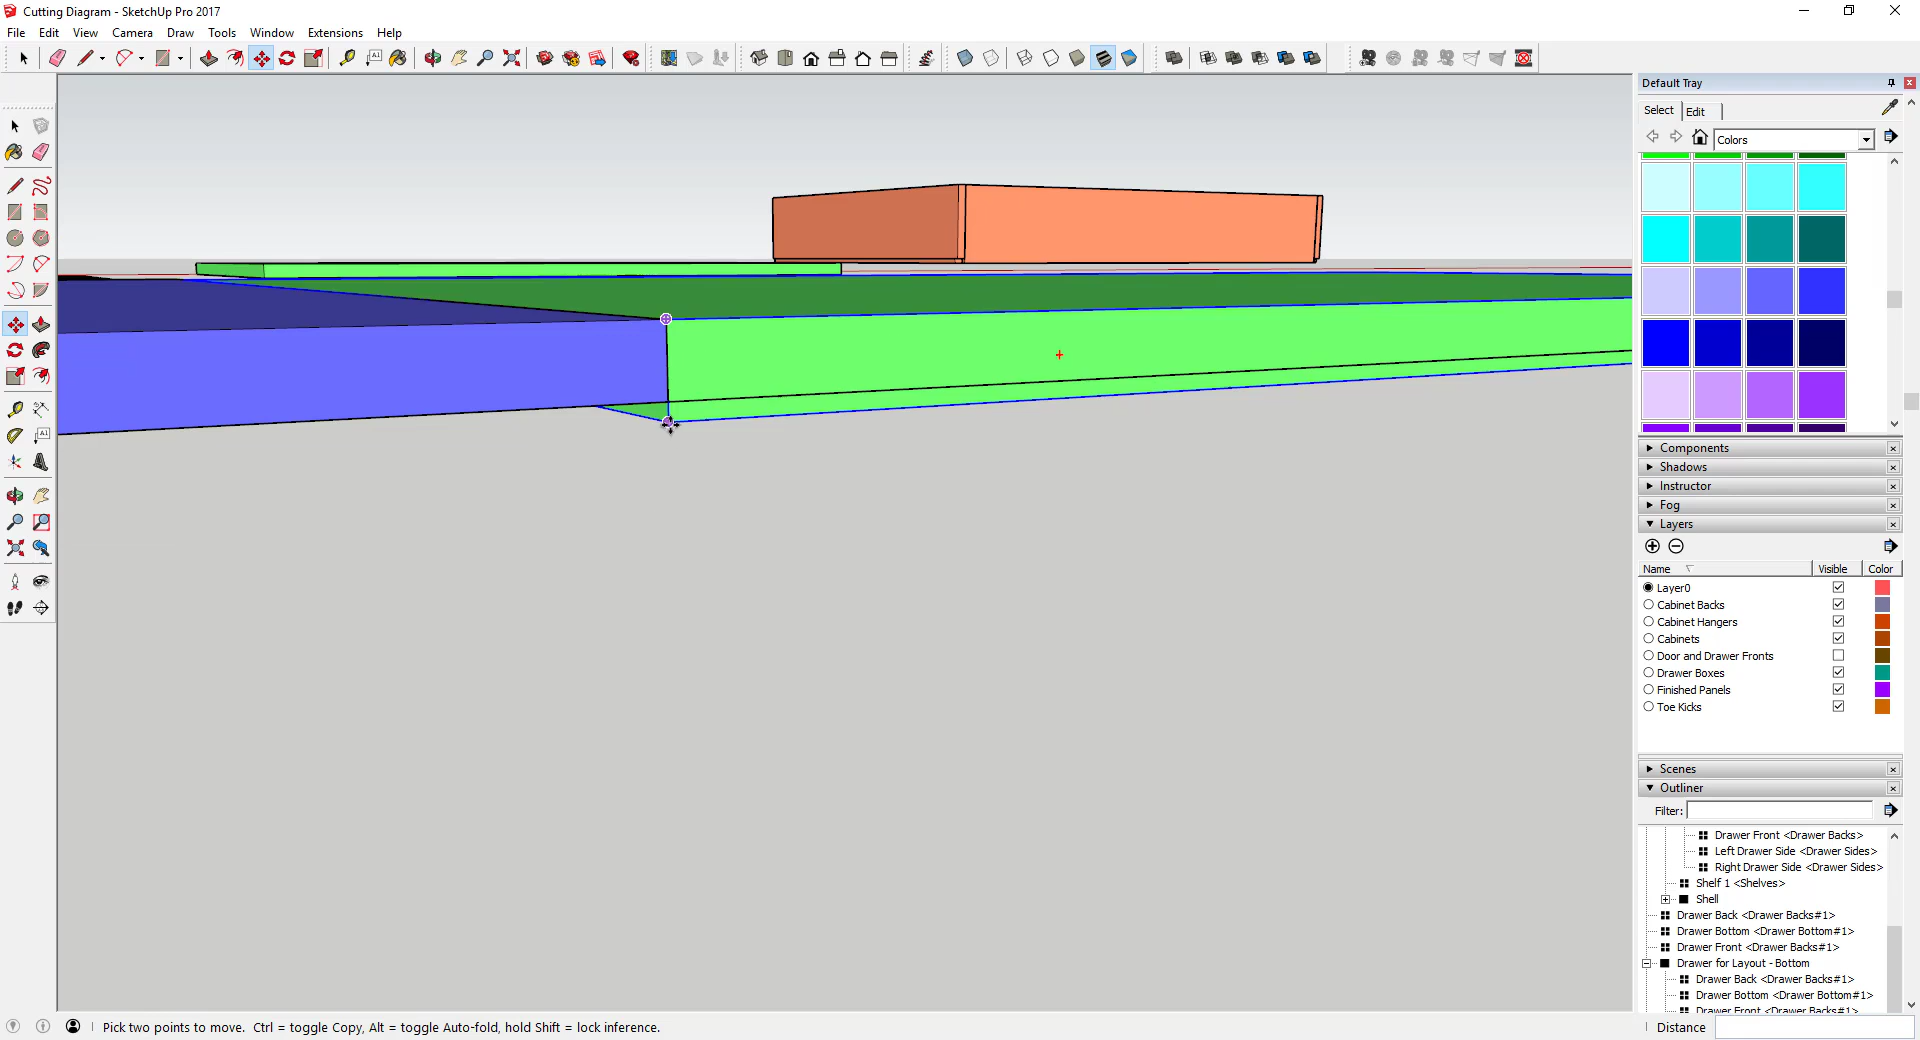 Cutting Diagram - SketchUp Pro 2017
File Edit View Camera Draw Tools Window Extensions Help
Default Tray
Select Edit
Colors
Components
Shadows
Instructor
Fog
Layers
Name Visible Color
Layer0
Cabinet Backs
Cabinet Hangers
Cabinets
Door and Drawer Fronts
Drawer Boxes
Finished Panels
Toe Kicks
Scenes
Outliner
Filter:
Drawer Front <Drawer Backs>
Left Drawer Side <Drawer Sides>
Right Drawer Side <Drawer Sides>
Shelf 1 <Shelves>
Shell
Drawer Back <Drawer Backs#1>
Drawer Bottom <Drawer Bottom#1>
Drawer Front <Drawer Backs#1>
Drawer for Layout - Bottom
Drawer Back <Drawer Backs#1>
Drawer Bottom <Drawer Bottom#1>
Drawer Front <Drawer Backs#1>
Pick two points to move. Ctrl = toggle Copy, Alt = toggle Auto-fold, hold Shift = lock inference.
Distance